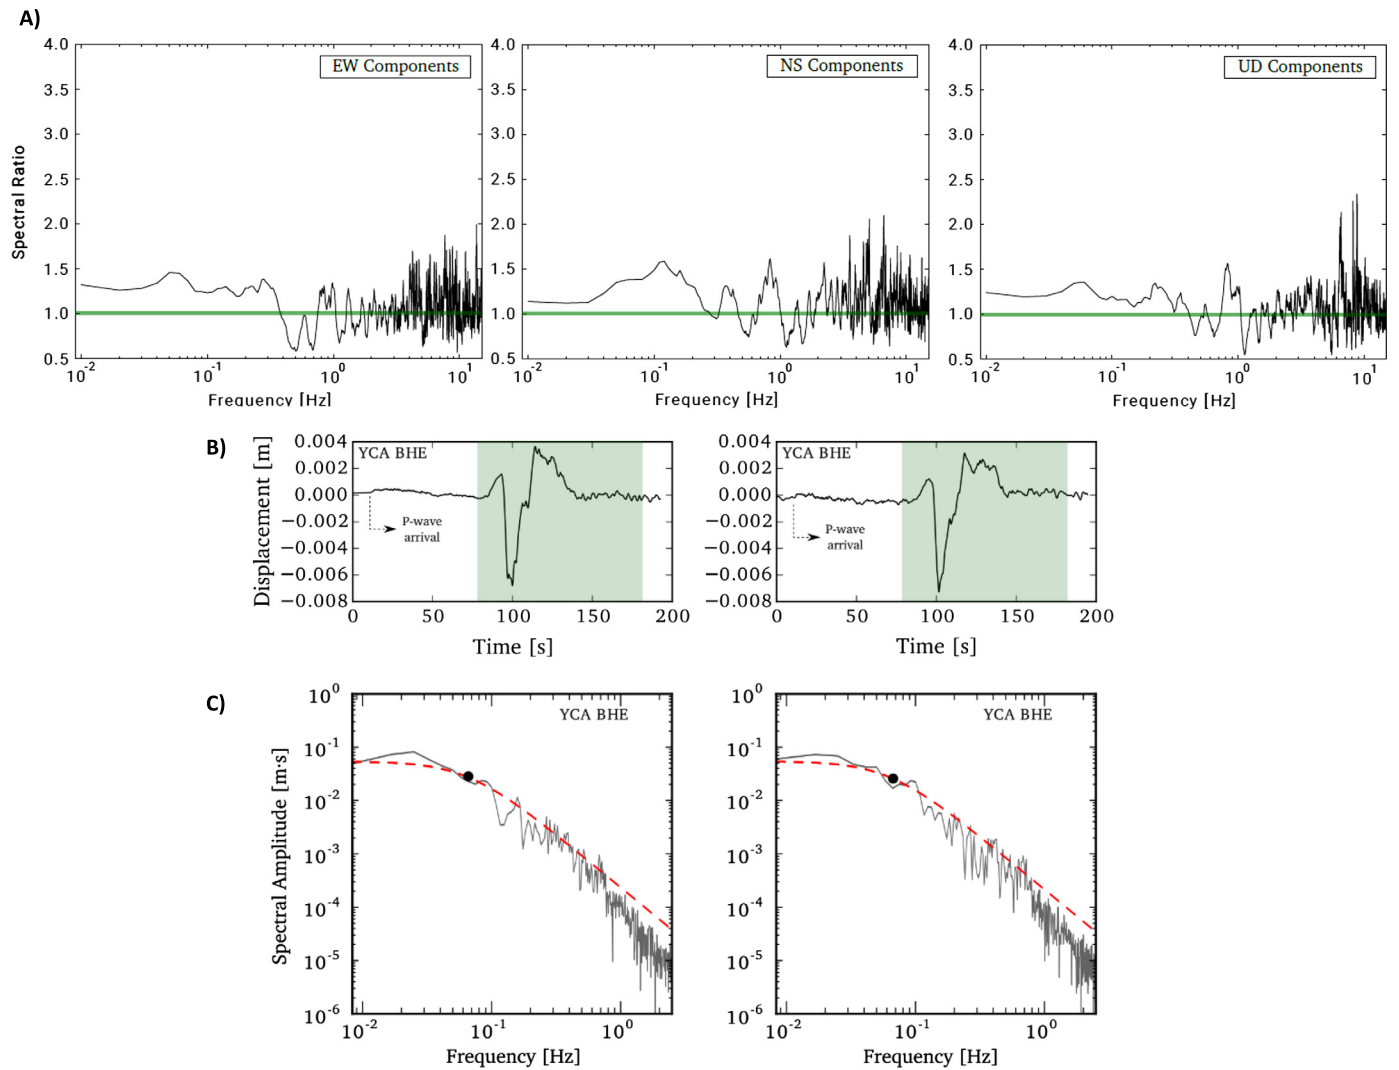 A)
EW Components
NS Components
UD Components
4.0
3.5
3.0
2.5
2.0
1.5
1.0
0.5
4.0
3.5
3.0
2.5
2.0
1.5
1.0
0.5
4.0
3.5
3.0
2.5
2.0
1.5
1.0
0.5
Spectral Ratio
10-2 10-1 100 101
10-2 10-1 100 101
10-2 10-1 100 101
Frequency [Hz]
Frequency [Hz]
Frequency [Hz]
B)
Displacement [m]
0.004
0.002
0.000
−0.002
−0.004
−0.006
−0.008
YCA BHE
P-wave
arrival
0 50 100 150 200
Time [s]
0.004
0.002
0.000
−0.002
−0.004
−0.006
−0.008
YCA BHE
P-wave
arrival
0 50 100 150 200
Time [s]
C)
Spectral Amplitude [m·s]
100
10-1
10-2
10-3
10-4
10-5
10-6
YCA BHE
10-2 10-1 100
Frequency [Hz]
100
10-1
10-2
10-3
10-4
10-5
10-6
YCA BHE
10-2 10-1 100
Frequency [Hz]